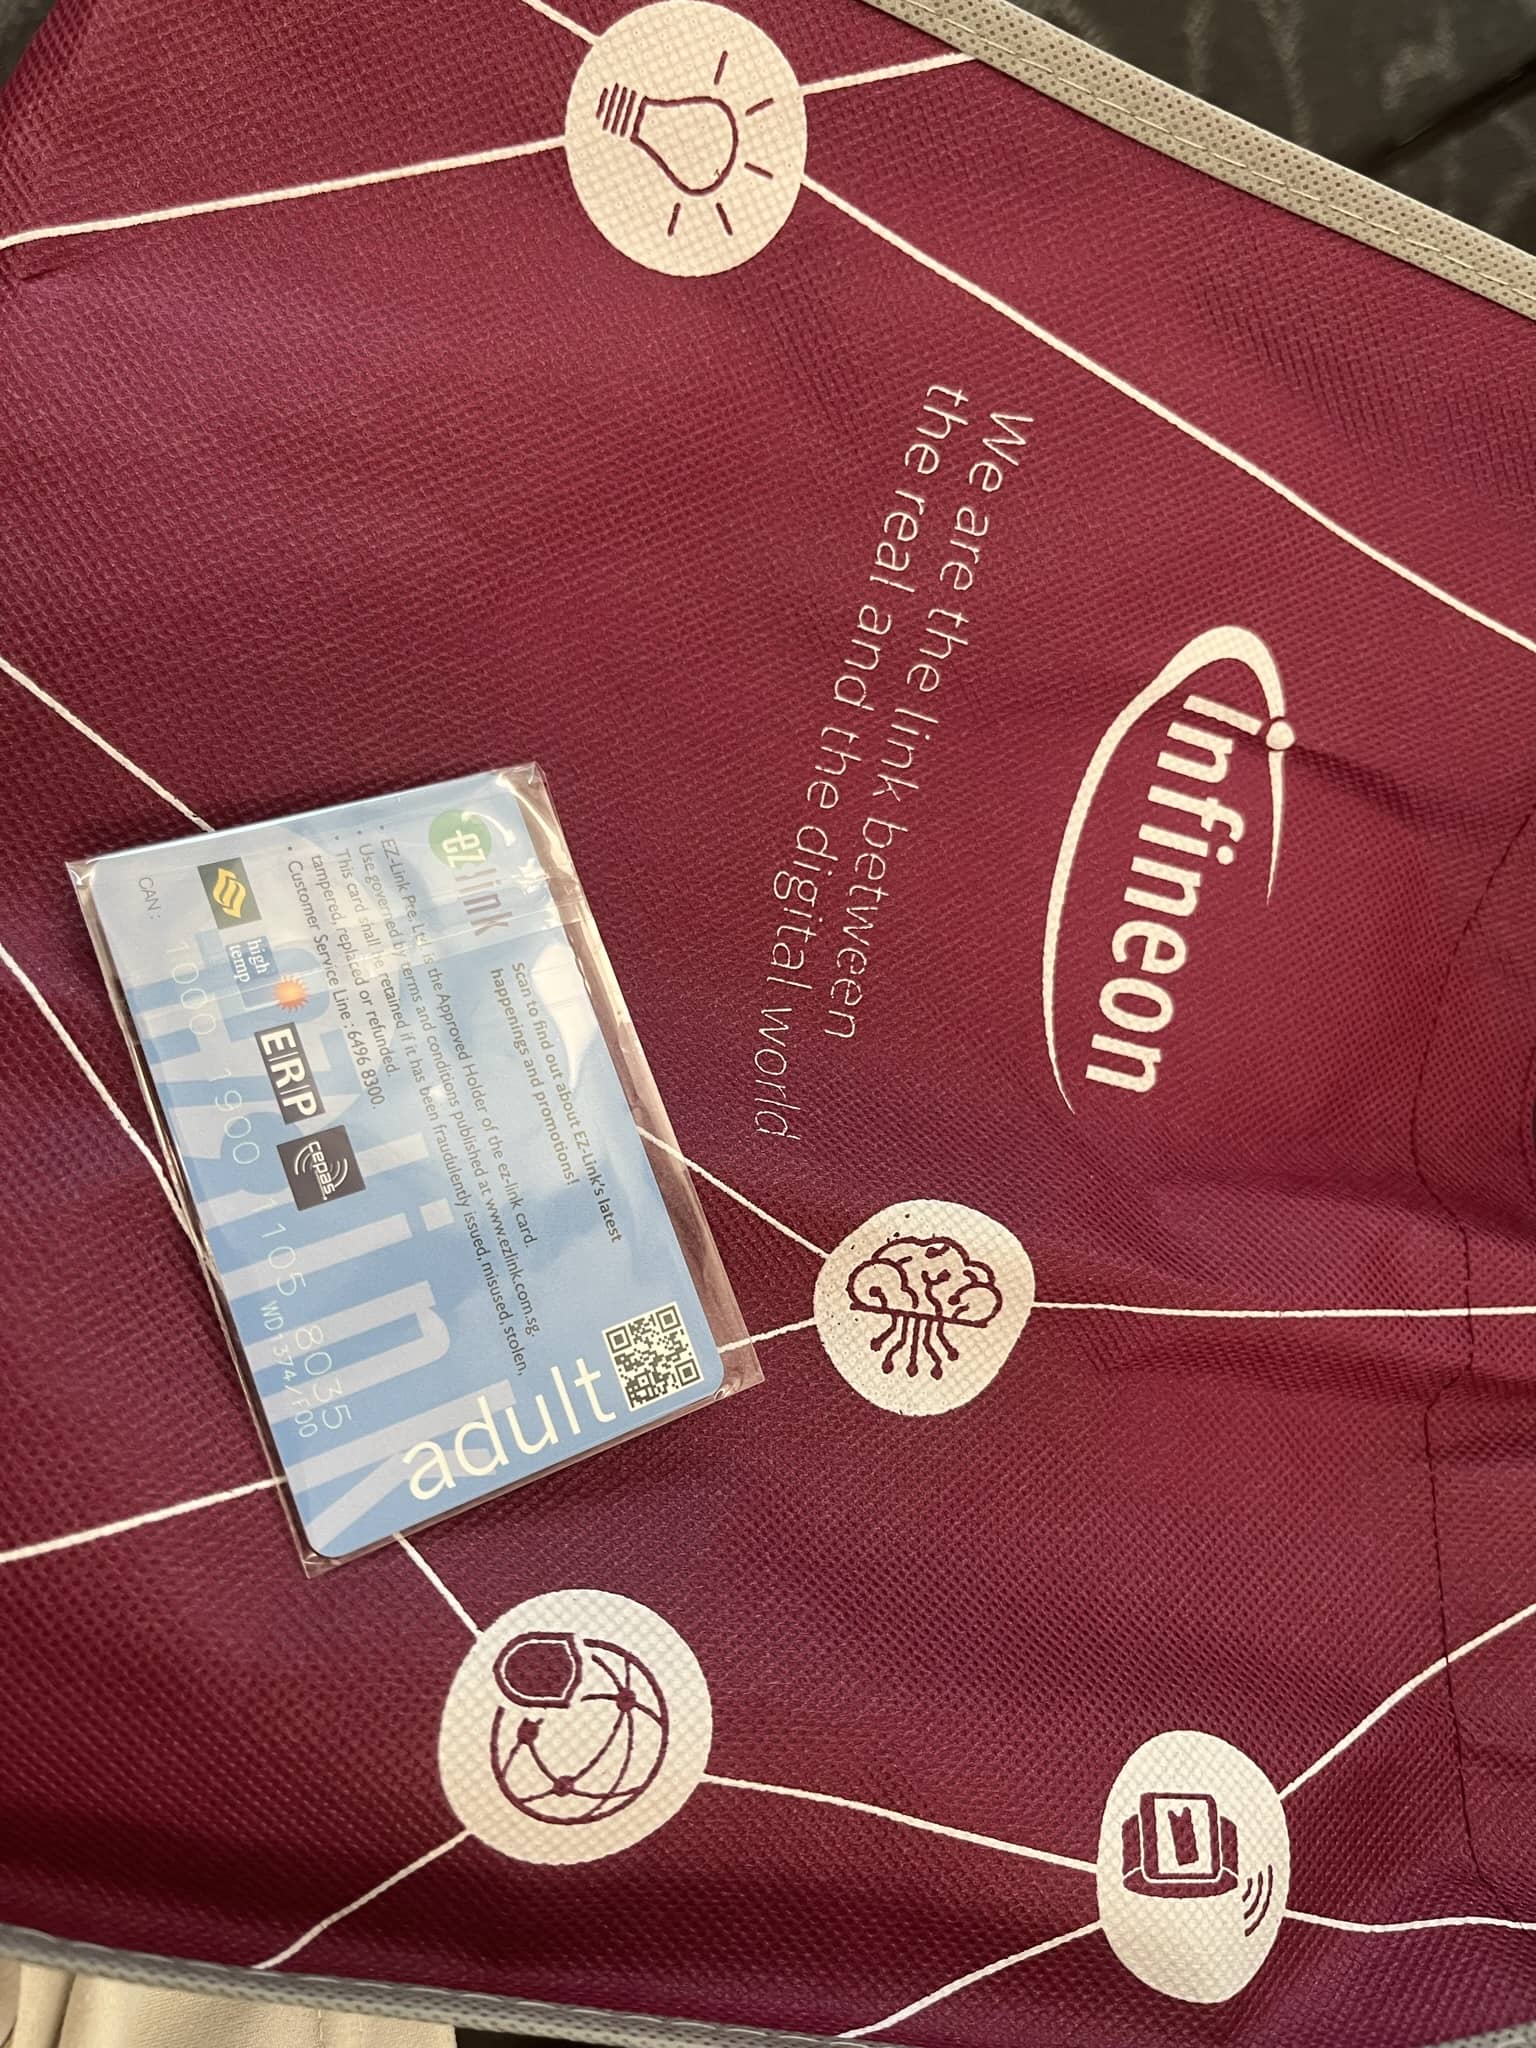 infineon
We are the link between
the real and the digital world
ez link
Scan to find out about EZ-Link's latest
happenings and promotions!
• EZ-Link Pte. Ltd. is the Approved Holder of the ez-link card.
• Use governed by terms and conditions published at www.ezlink.com.sg.
• This card shall be retained if it has been fraudulently issued, misused, stolen,
tampered, replaced or refunded.
• Customer Service Line : 6496 8300.
high
temp
E|R|P
cepas
ez link
CAN :
1000 1900 1105 8035
WD1374/F00
adult